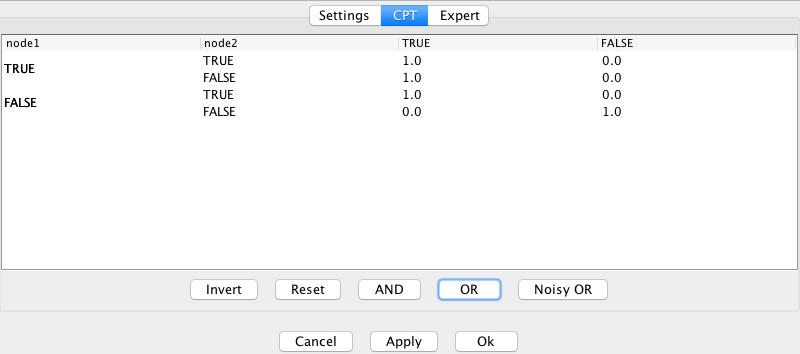 Settings CPT Expert
node1 node2 TRUE FALSE
TRUE TRUE 1.0 0.0
FALSE 1.0 0.0
FALSE TRUE 1.0 0.0
FALSE 0.0 1.0
Invert Reset AND OR Noisy OR
Cancel Apply Ok